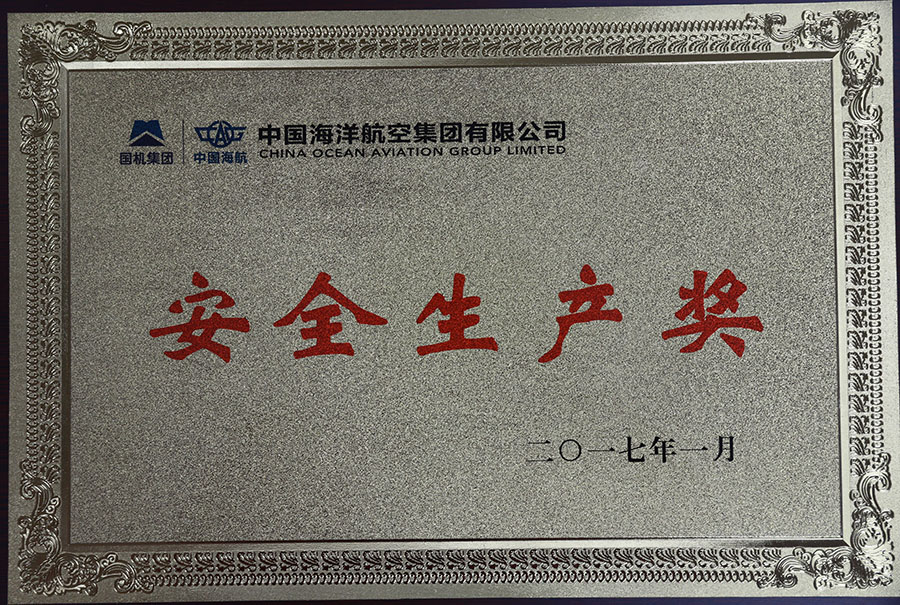 国机集团
COAG
中国海航
中国海洋航空集团有限公司
CHINA OCEAN AVIATION GROUP LIMITED
安全生产奖
二〇一七年一月